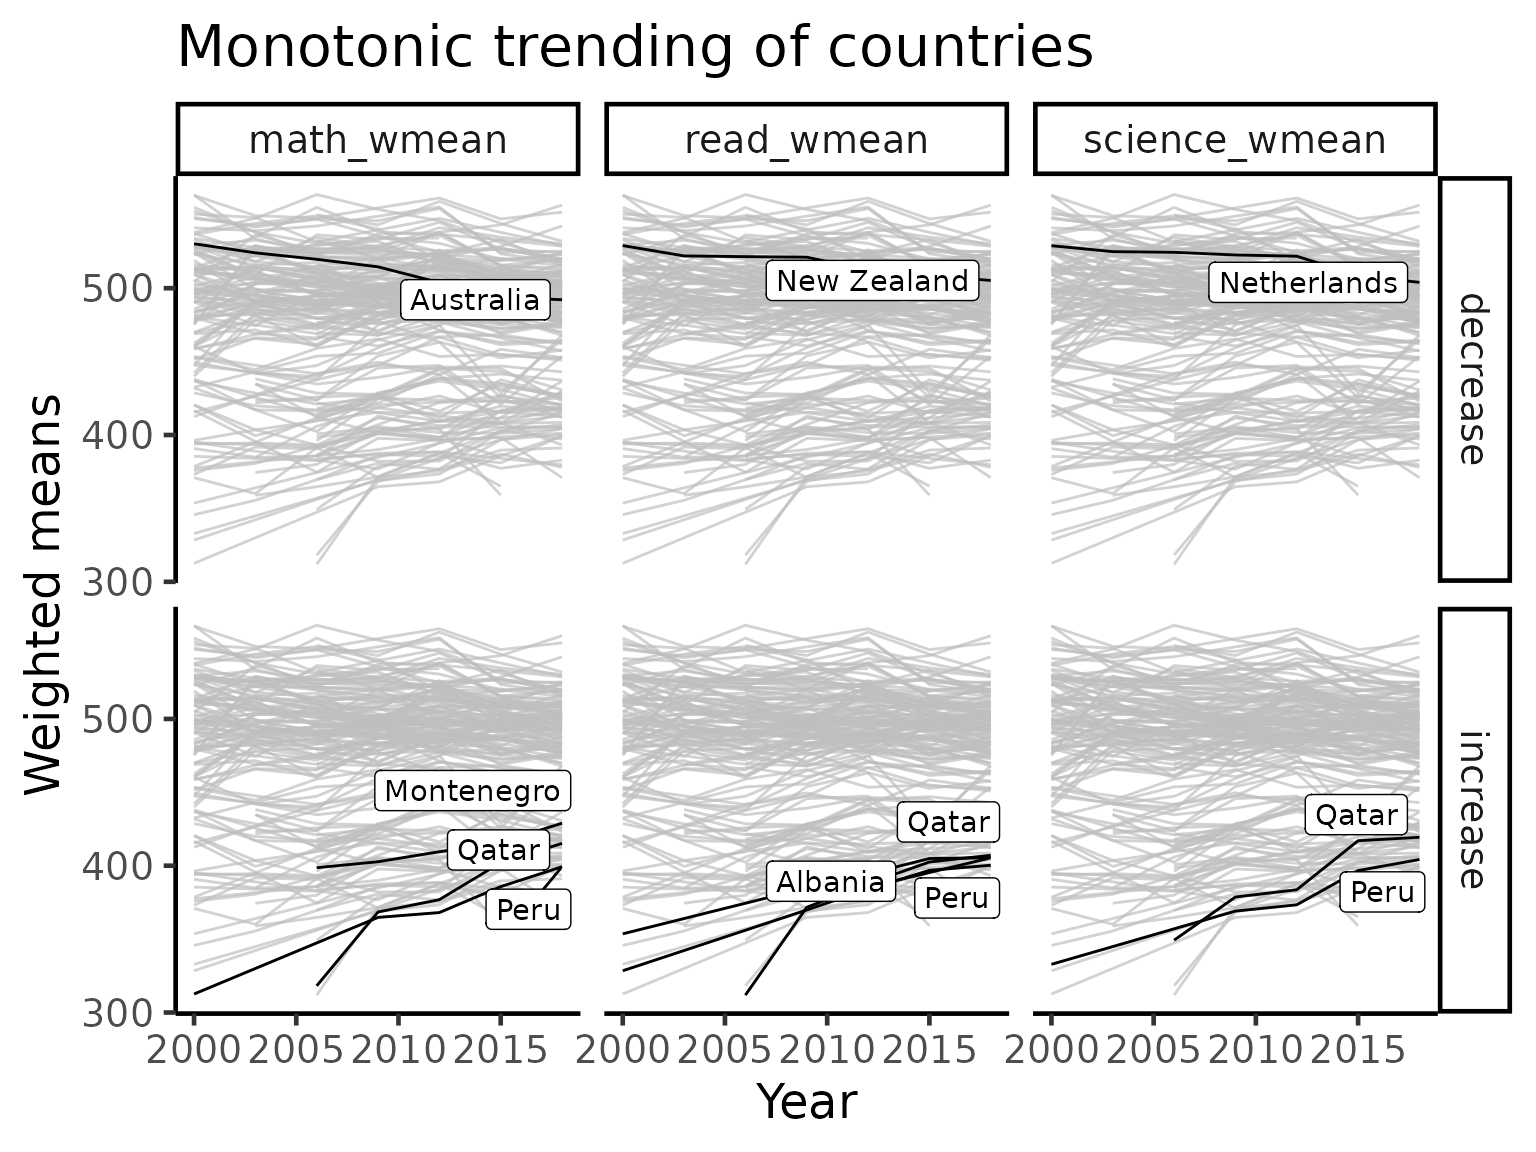 Monotonic trending of countries
math_wmean
read_wmean
science_wmean
Weighted means
500
400
300
Australia
New Zealand
Netherlands
decrease
500
400
300
Montenegro
Qatar
Peru
Qatar
Albania
Peru
Qatar
Peru
increase
2000 2005 2010 2015
2000 2005 2010 2015
2000 2005 2010 2015
Year